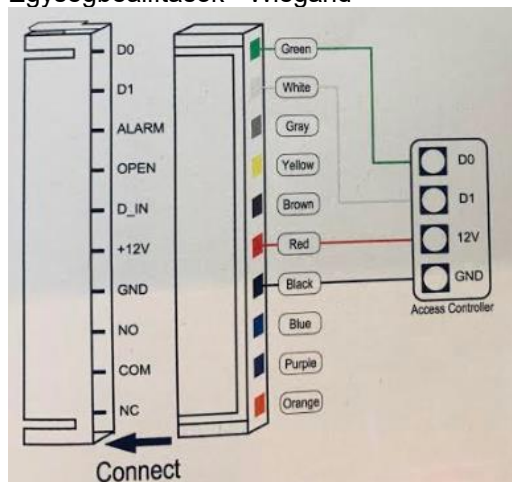 Egységbeállítások - Wiegand
D0
D1
ALARM
OPEN
D_IN
+12V
GND
NO
COM
NC
Green
White
Gray
Yellow
Brown
Red
Black
Blue
Purple
Orange
D0
D1
12V
GND
Access Controller
Connect